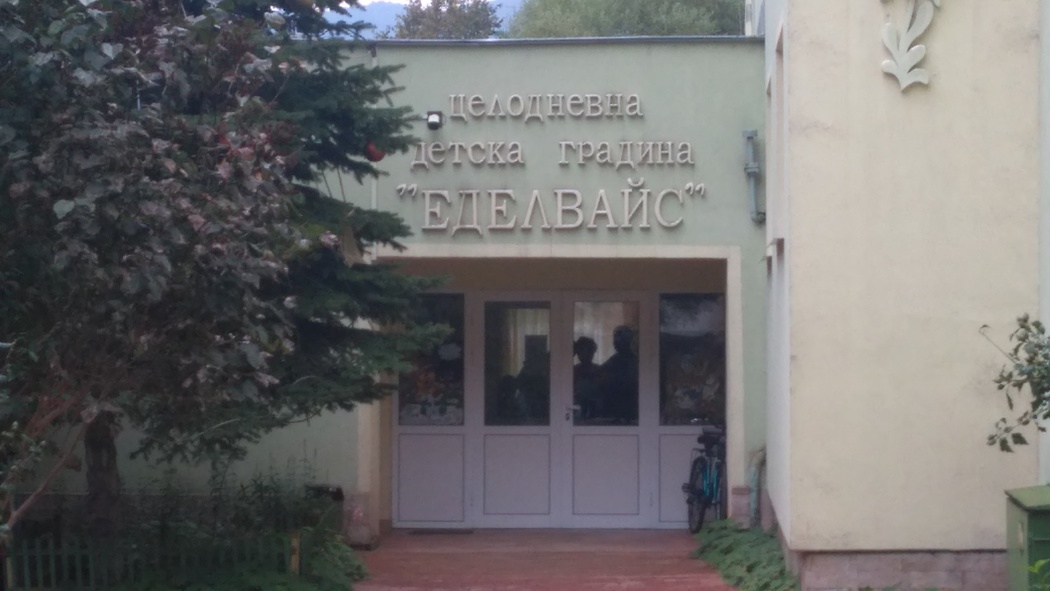 целодневна
детска градина
"ЕДЕЛВАЙС"